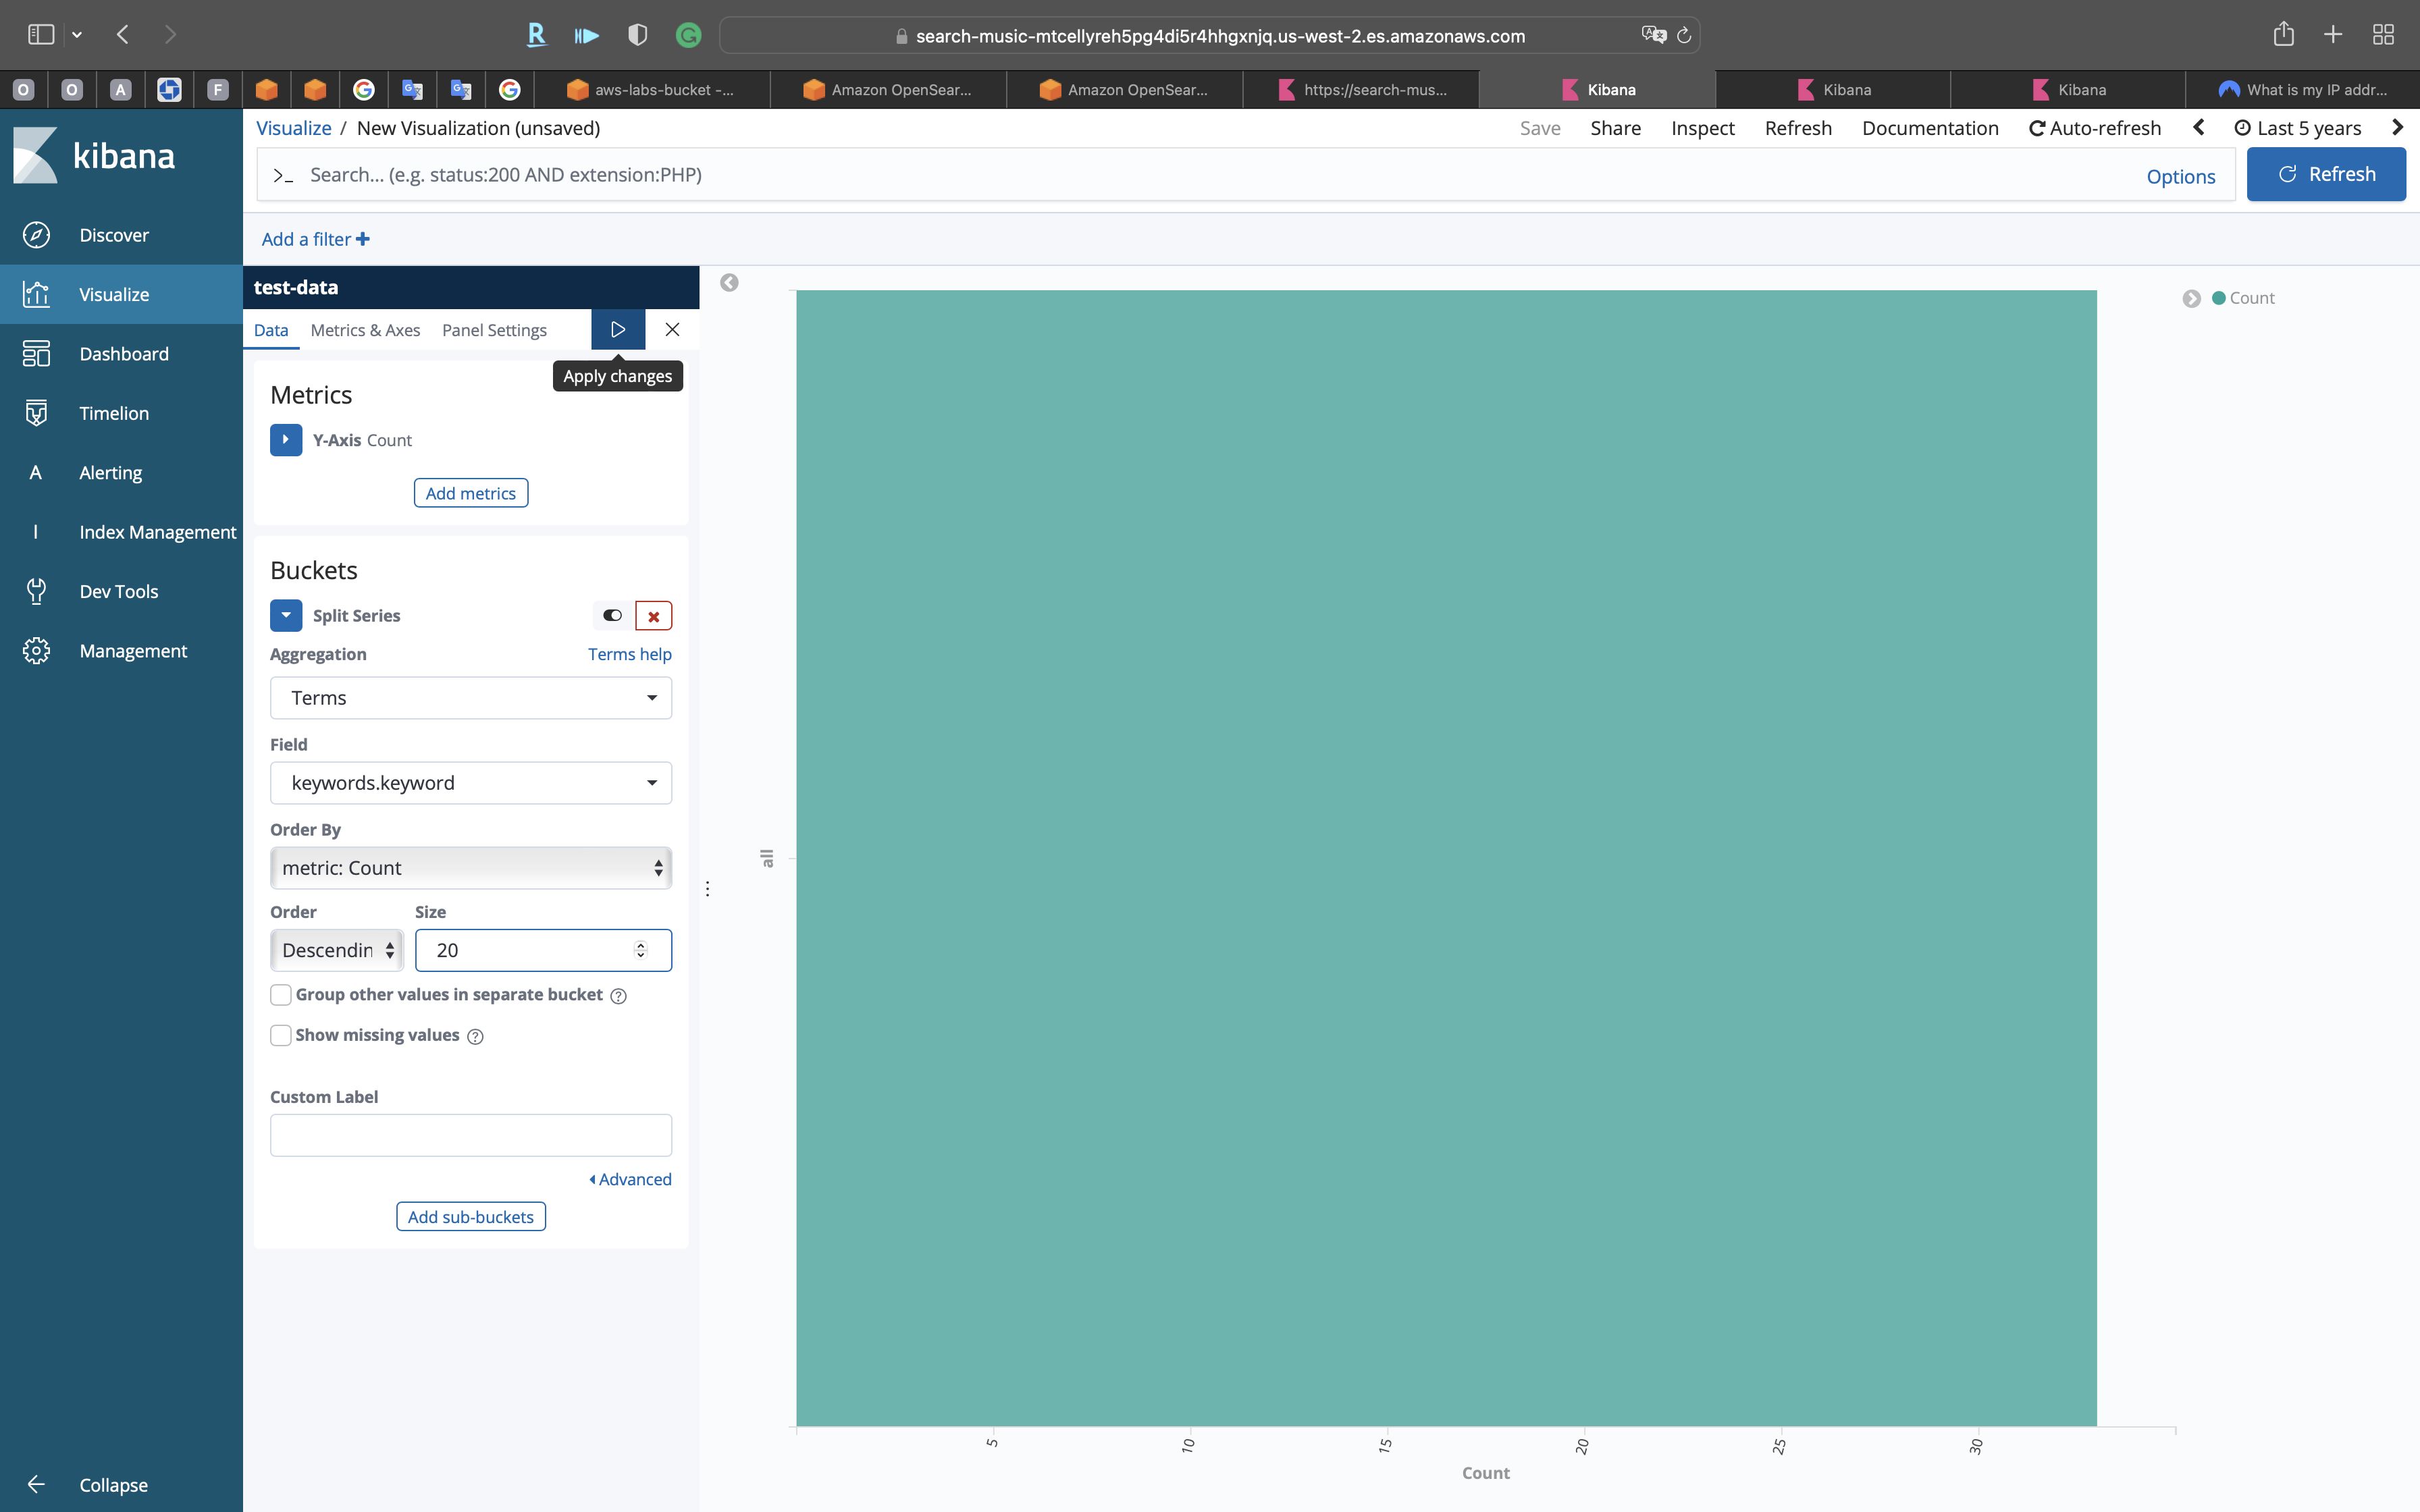 search-music-mtcellyreh5pg4di5r4hhgxnjq.us-west-2.es.amazonaws.com
O O A F aws-labs-bucket -... Amazon OpenSear... Amazon OpenSear... https://search-mus... Kibana Kibana Kibana What is my IP addr...
kibana
Discover
Visualize
Dashboard
Timelion
A Alerting
I Index Management
Dev Tools
Management
Collapse
Visualize / New Visualization (unsaved)
Save Share Inspect Refresh Documentation Auto-refresh Last 5 years
>_ Search... (e.g. status:200 AND extension:PHP)
Options
Refresh
Add a filter +
test-data
Data Metrics & Axes Panel Settings
Apply changes
Metrics
Y-Axis Count
Add metrics
Buckets
Split Series
Aggregation Terms help
Terms
Field
keywords.keyword
Order By
metric: Count
Order Size
Descendin 20
Group other values in separate bucket ?
Show missing values ?
Custom Label
Advanced
Add sub-buckets
all
5 10 15 20 25 30
Count
Count